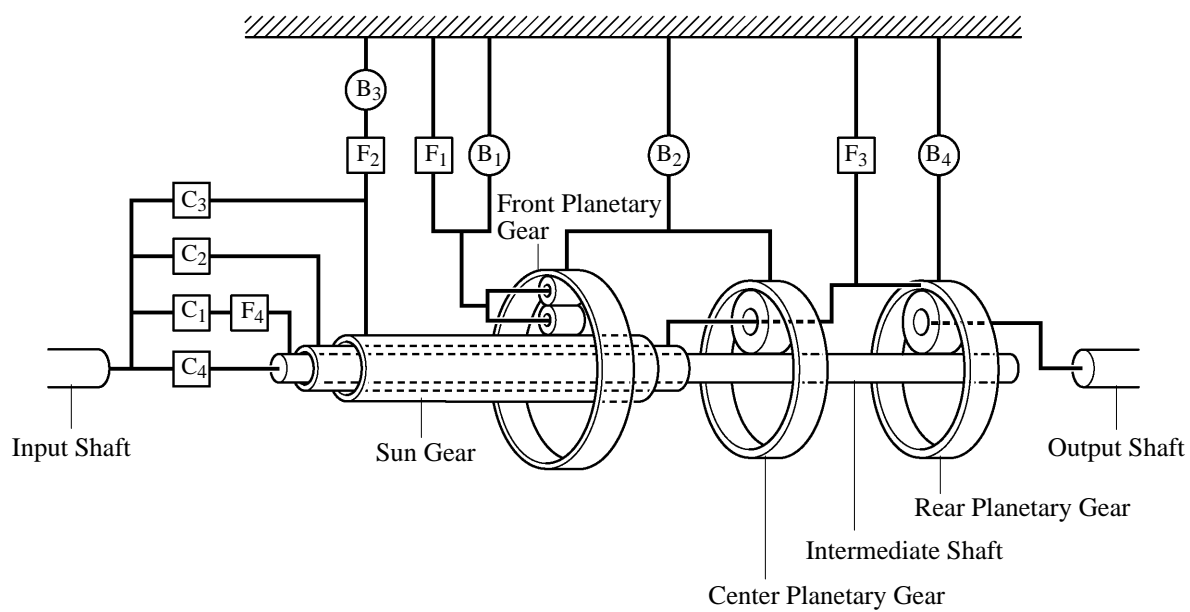 B3
F2
F1
B1
B2
F3
B4
C3
Front Planetary
Gear
C2
C1
F4
C4
Input Shaft
Sun Gear
Output Shaft
Rear Planetary Gear
Intermediate Shaft
Center Planetary Gear